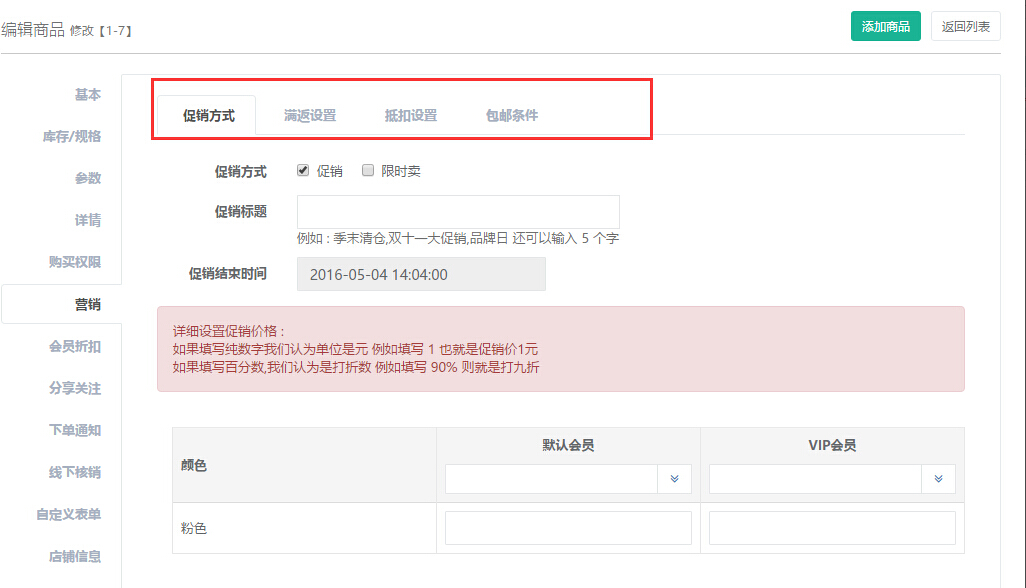 编辑商品 修改【1-7】
添加商品 返回列表
基本
库存/规格
参数
详情
购买权限
营销
会员折扣
分享关注
下单通知
线下核销
自定义表单
店铺信息
促销方式 满返设置 抵扣设置 包邮条件
促销方式 促销 限时卖
促销标题
例如 : 季末清仓,双十一大促销,品牌日 还可以输入 5 个字
促销结束时间 2016-05-04 14:04:00
详细设置促销价格 :
如果填写纯数字我们认为单位是元 例如填写 1 也就是促销价1元
如果填写百分数,我们认为是打折数 例如填写 90% 则就是打九折
颜色 默认会员 VIP会员
粉色